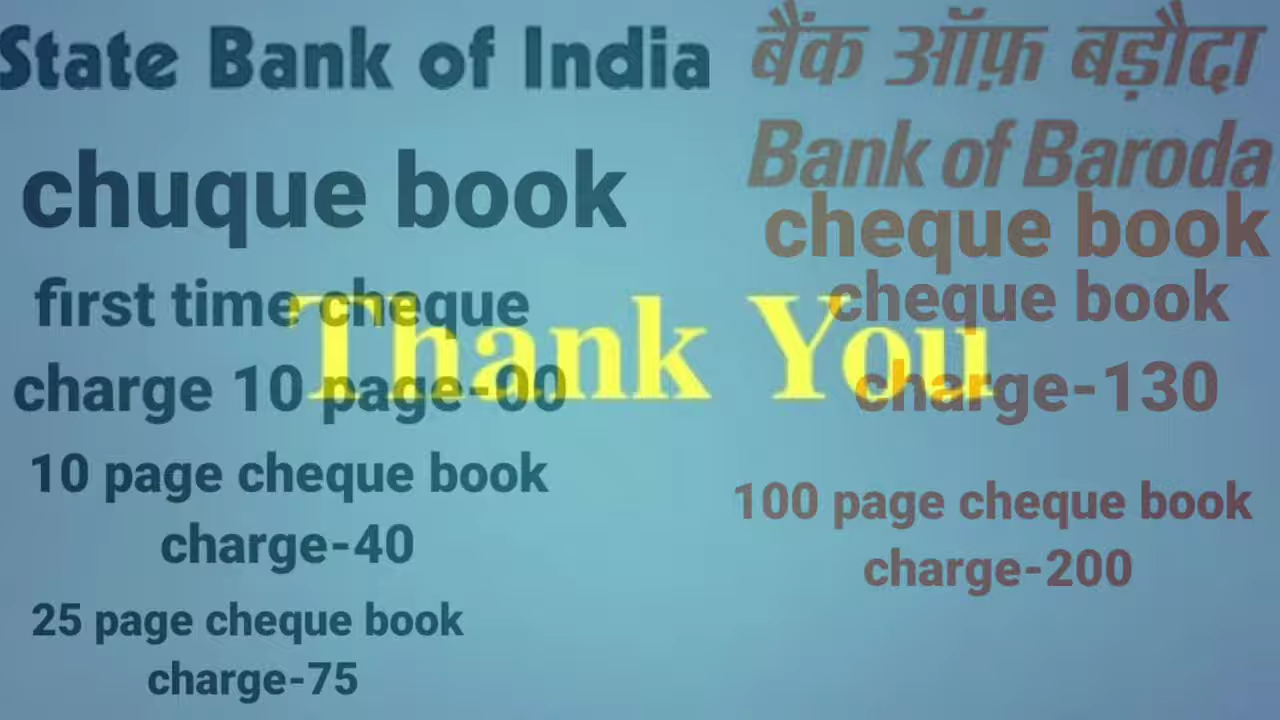 State Bank of India
chuque book
first time cheque
charge 10 page-00
10 page cheque book
charge-40
25 page cheque book
charge-75
बैंक ऑफ़ बड़ौदा
Bank of Baroda
cheque book
cheque book
charge-130
100 page cheque book
charge-200
Thank You